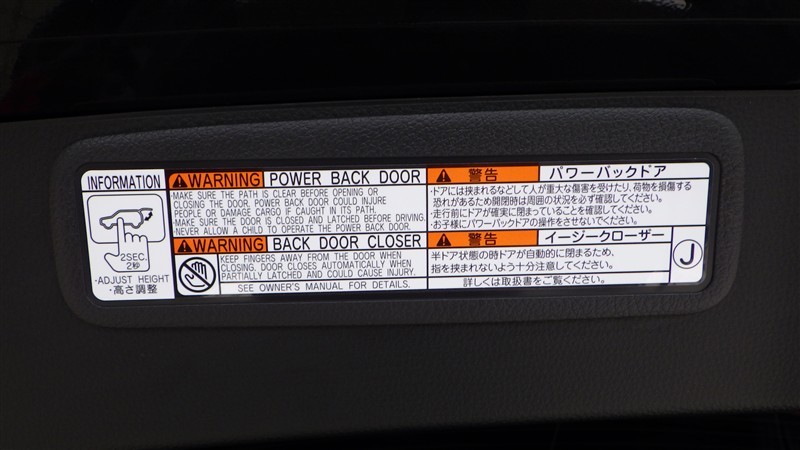 INFORMATION
2SEC.
2秒
・ADJUST HEIGHT
・高さ調整
WARNING POWER BACK DOOR
・MAKE SURE THE PATH IS CLEAR BEFORE OPENING OR
CLOSING THE DOOR. POWER BACK DOOR COULD INJURE
PEOPLE OR DAMAGE CARGO IF CAUGHT IN ITS PATH.
・MAKE SURE THE DOOR IS CLOSED AND LATCHED BEFORE DRIVING.
・NEVER ALLOW A CHILD TO OPERATE THE POWER BACK DOOR.
WARNING BACK DOOR CLOSER
KEEP FINGERS AWAY FROM THE DOOR WHEN
CLOSING. DOOR CLOSES AUTOMATICALLY WHEN
PARTIALLY LATCHED AND COULD CAUSE INJURY.
SEE OWNER'S MANUAL FOR DETAILS.
警告 パワーバックドア
・ドアには挟まれるなどして人が重大な傷害を受けたり、荷物を損傷する
恐れがあるため開閉時は周囲の状況を必ず確認してください。
・走行前にドアが確実に閉まっていることを確認してください。
・お子様にパワーバックドアの操作をさせないでください。
警告 イージークローザー
半ドア状態の時ドアが自動的に閉まるため、
指を挟まれないよう十分注意してください。
詳しくは取扱書をご覧ください。
J